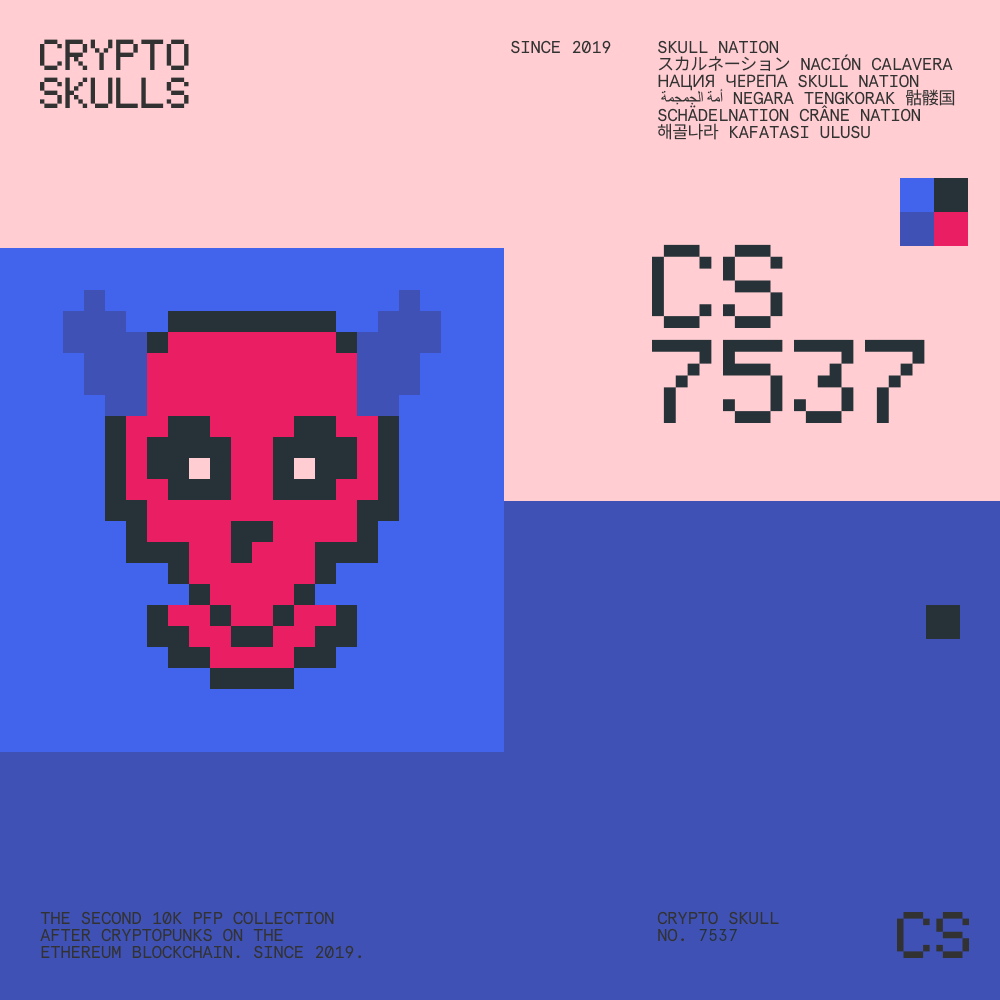 CRYPTO
SKULLS
SINCE 2019
SKULL NATION
スカルネーション NACIÓN CALAVERA
НАЦИЯ ЧЕРЕПА SKULL NATION
أمة الجمجمة NEGARA TENGKORAK 骷髅国
SCHÄDELNATION CRÂNE NATION
해골나라 KAFATASI ULUSU
CS
7537
THE SECOND 10K PFP COLLECTION
AFTER CRYPTOPUNKS ON THE
ETHEREUM BLOCKCHAIN. SINCE 2019.
CRYPTO SKULL
NO. 7537
CS